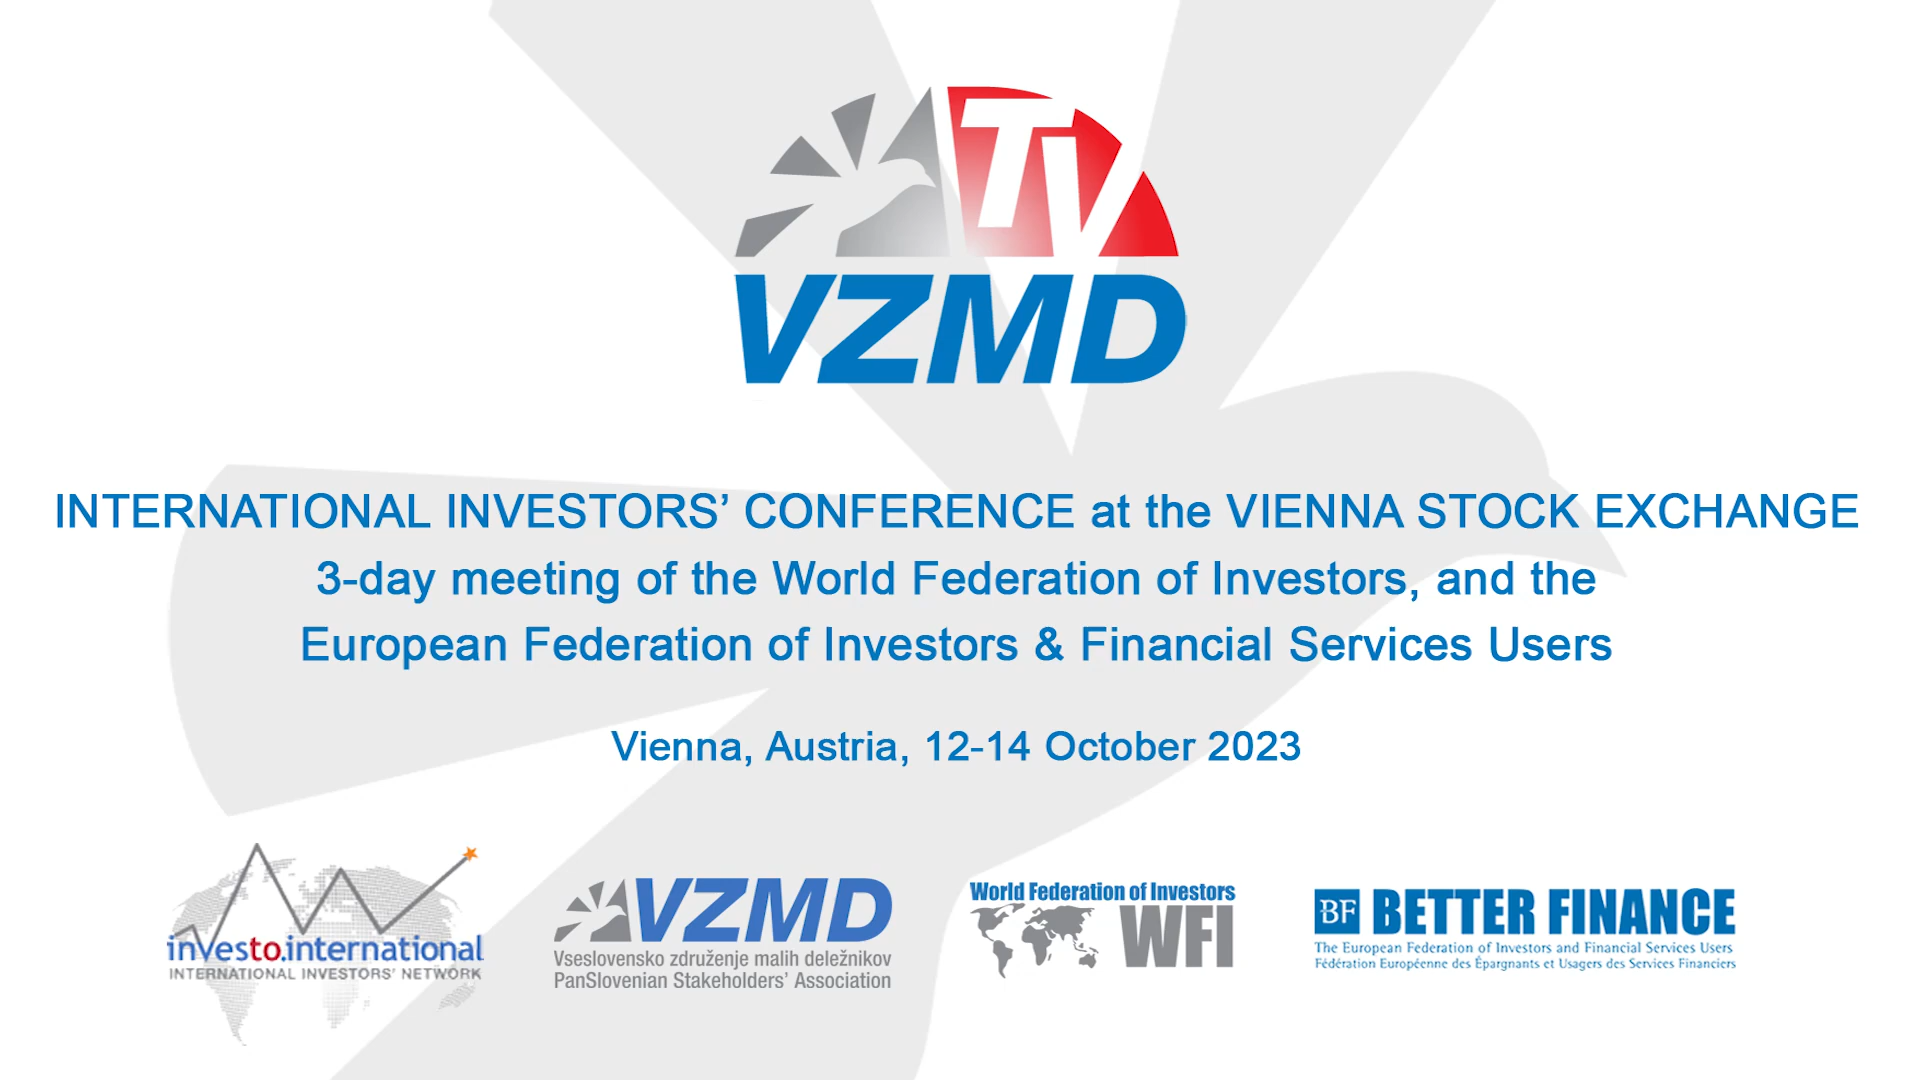 TV
VZMD
INTERNATIONAL INVESTORS’ CONFERENCE at the VIENNA STOCK EXCHANGE
3-day meeting of the World Federation of Investors, and the
European Federation of Investors & Financial Services Users
Vienna, Austria, 12-14 October 2023
investo.international
INTERNATIONAL INVESTORS’ NETWORK
VZMD
Vseslovensko združenje malih deležnikov
PanSlovenian Stakeholders’ Association
World Federation of Investors
WFI
BF BETTER FINANCE
The European Federation of Investors and Financial Services Users
Fédération Européenne des Épargnants et Usagers des Services Financiers